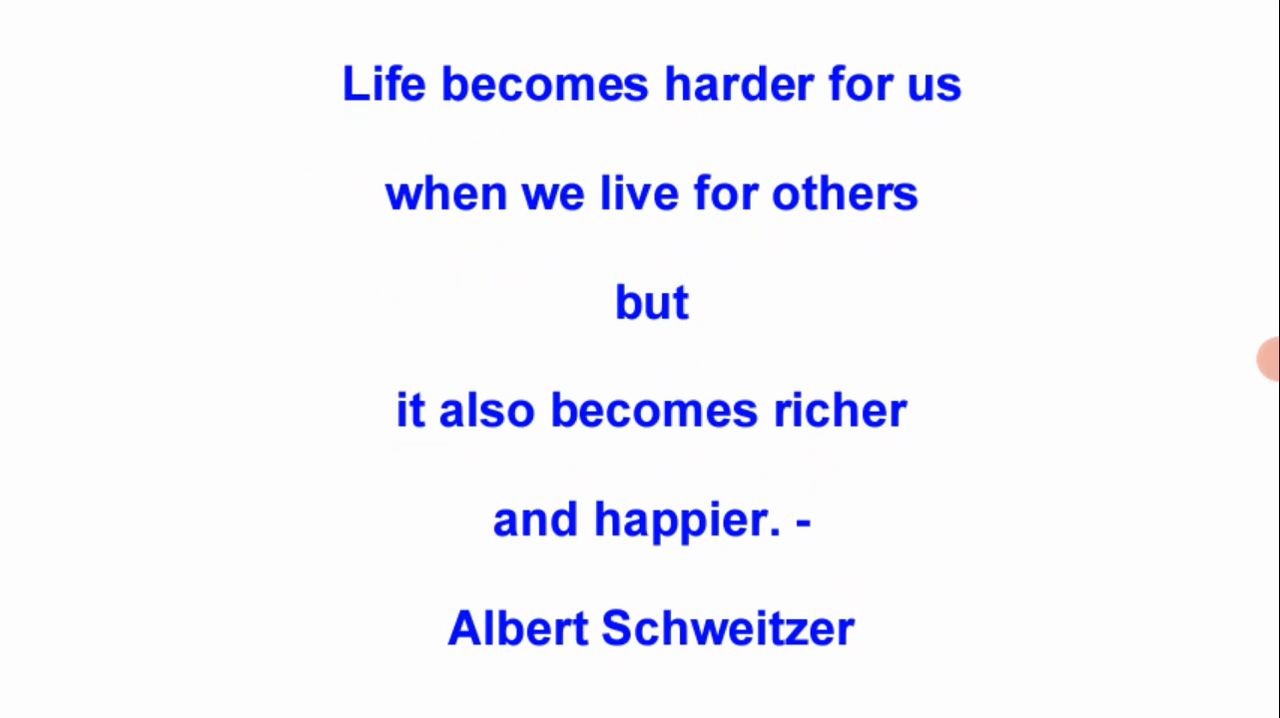 Life becomes harder for us
when we live for others
but
it also becomes richer
and happier. -
Albert Schweitzer